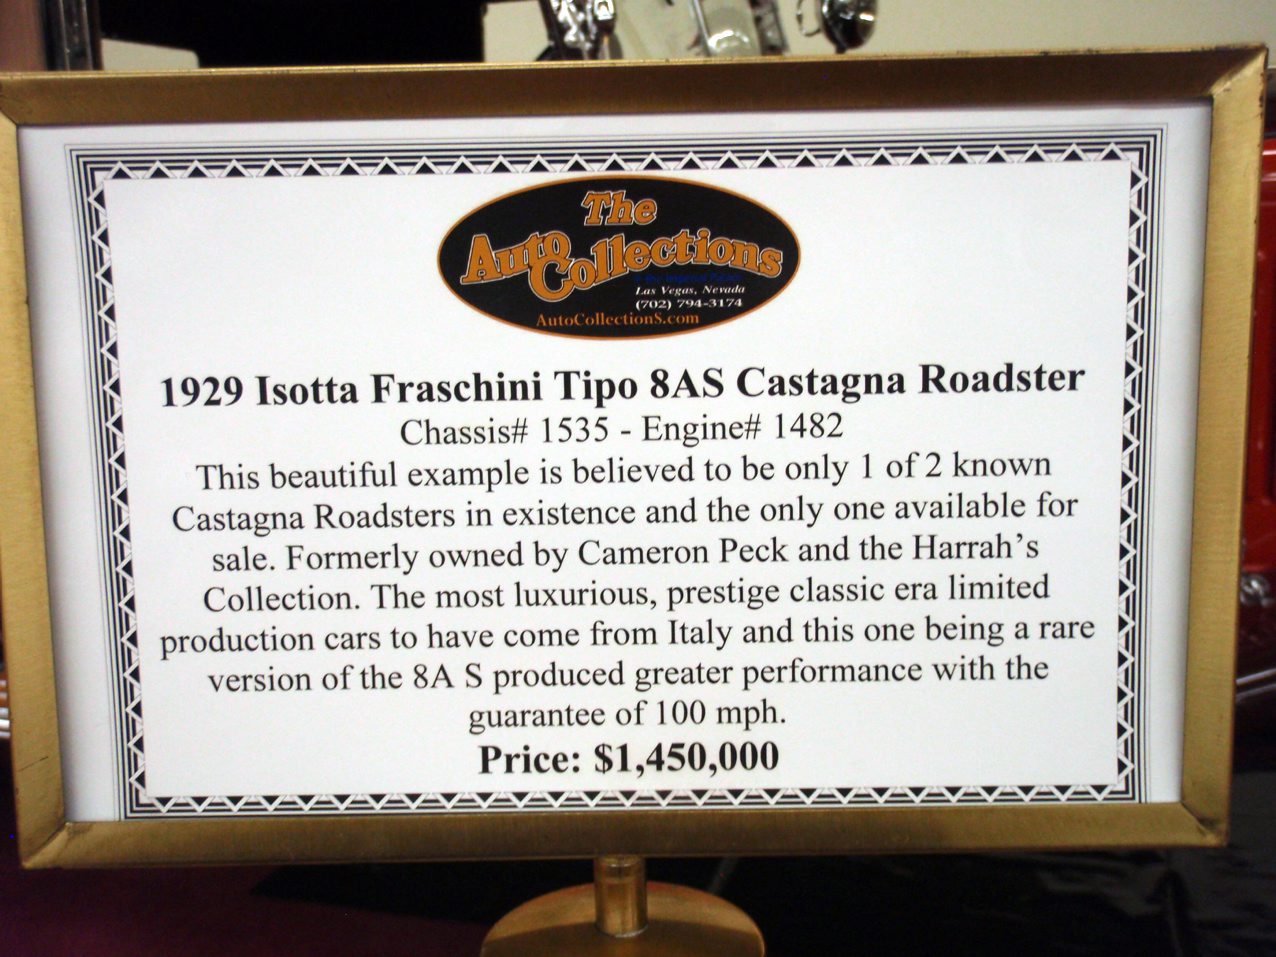 The
Auto Collections
Las Vegas, Nevada
(702) 794-3174
AutoCollectionS.com
1929 Isotta Fraschini Tipo 8AS Castagna Roadster
Chassis# 1535 - Engine# 1482
This beautiful example is believed to be only 1 of 2 known
Castagna Roadsters in existence and the only one available for
sale. Formerly owned by Cameron Peck and the Harrah's
Collection. The most luxurious, prestige classic era limited
production cars to have come from Italy and this one being a rare
version of the 8A S produced greater performance with the
guarantee of 100 mph.
Price: $1,450,000